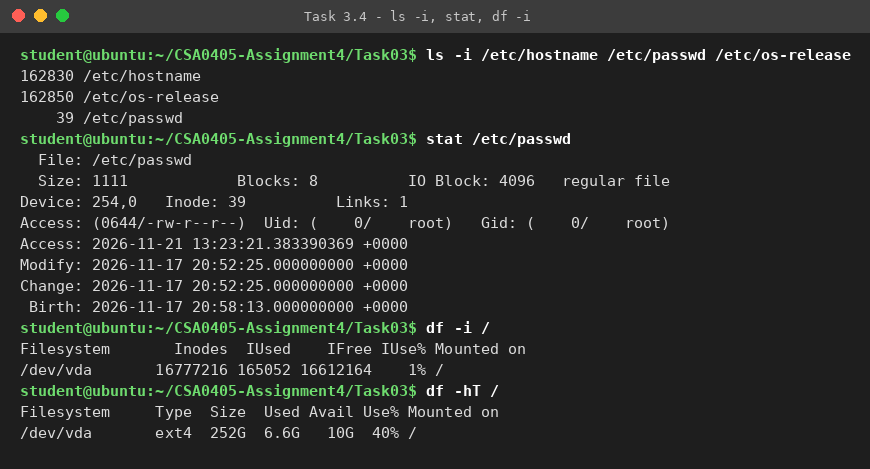 Task 3.4 - ls -i, stat, df -i
student@ubuntu:~/CSA0405-Assignment4/Task03$ ls -i /etc/hostname /etc/passwd /etc/os-release
162830 /etc/hostname
162850 /etc/os-release
    39 /etc/passwd
student@ubuntu:~/CSA0405-Assignment4/Task03$ stat /etc/passwd
  File: /etc/passwd
  Size: 1111            Blocks: 8          IO Block: 4096   regular file
Device: 254,0   Inode: 39          Links: 1
Access: (0644/-rw-r--r--)  Uid: (    0/    root)   Gid: (    0/    root)
Access: 2026-11-21 13:23:21.383390369 +0000
Modify: 2026-11-17 20:52:25.000000000 +0000
Change: 2026-11-17 20:52:25.000000000 +0000
 Birth: 2026-11-17 20:58:13.000000000 +0000
student@ubuntu:~/CSA0405-Assignment4/Task03$ df -i /
Filesystem       Inodes  IUsed    IFree IUse% Mounted on
/dev/vda       16777216 165052 16612164    1% /
student@ubuntu:~/CSA0405-Assignment4/Task03$ df -hT /
Filesystem     Type  Size  Used Avail Use% Mounted on
/dev/vda       ext4  252G  6.6G   10G  40% /